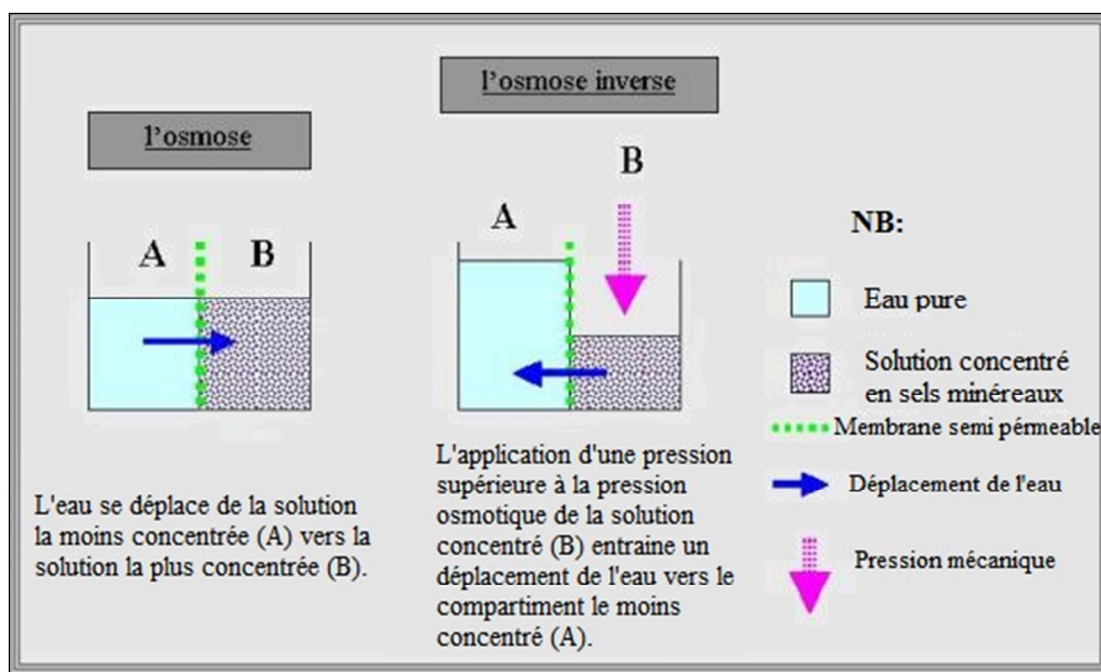 l'osmose
A
B
L'eau se déplace de la solution
la moins concentrée (A) vers la
solution la plus concentrée (B).
l'osmose inverse
B
A
L'application d'une pression
supérieure à la pression
osmotique de la solution
concentré (B) entraine un
déplacement de l'eau vers le
compartiment le moins
concentré (A).
NB:
Eau pure
Solution concentré
en sels minéreaux
Membrane semi pérmeable
Déplacement de l'eau
Pression mécanique